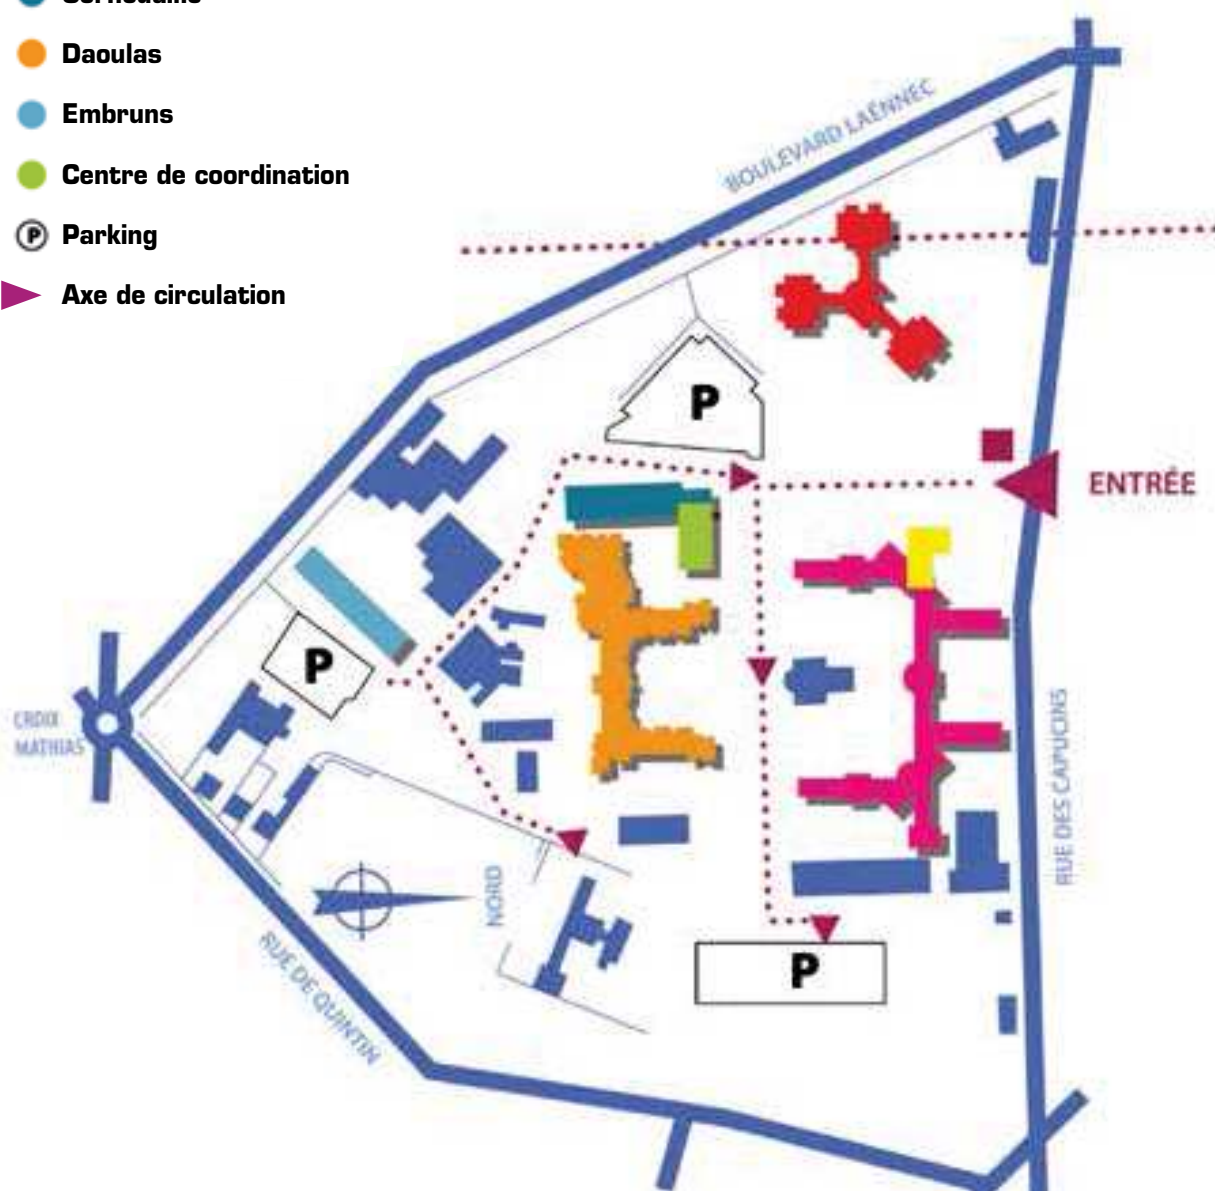 Daoulas
Embruns
Centre de coordination
P Parking
Axe de circulation
BOULEVARD LAËNNEC
P
ENTRÉE
P
CROIX
MATHIAS
RUE DES CAPUCINS
NORD
RUE DE QUINTIN
P